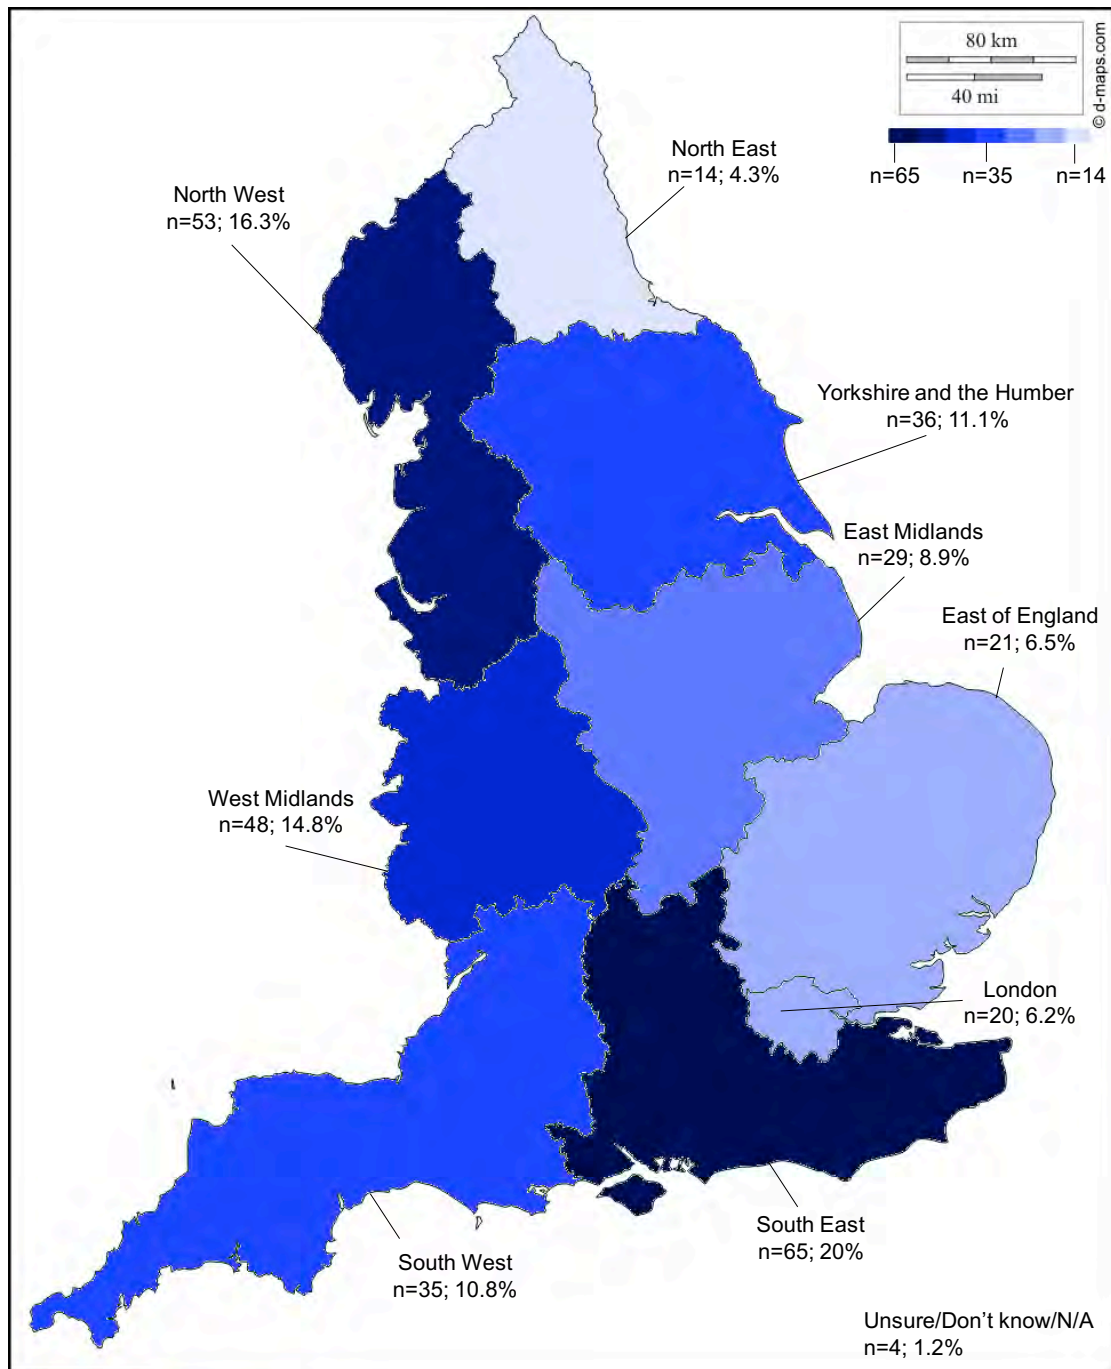 80 km
40 mi
© d-maps.com
n=65 n=35 n=14
North East
n=14; 4.3%
North West
n=53; 16.3%
Yorkshire and the Humber
n=36; 11.1%
East Midlands
n=29; 8.9%
East of England
n=21; 6.5%
West Midlands
n=48; 14.8%
London
n=20; 6.2%
South East
n=65; 20%
South West
n=35; 10.8%
Unsure/Don’t know/N/A
n=4; 1.2%